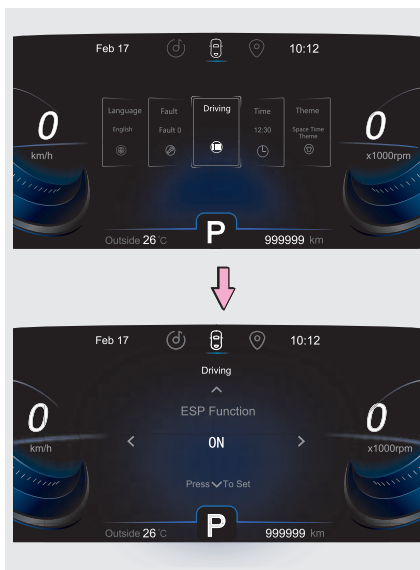 Feb 17 10:12
Language Fault Driving Time Theme
English Fault 0 12:30 Space Time
Theme
0 0
km/h x1000rpm
Outside 26°C P 999999 km
Feb 17 10:12
Driving
ESP Function
0 ON 0
km/h x1000rpm
Press To Set
Outside 26°C P 999999 km